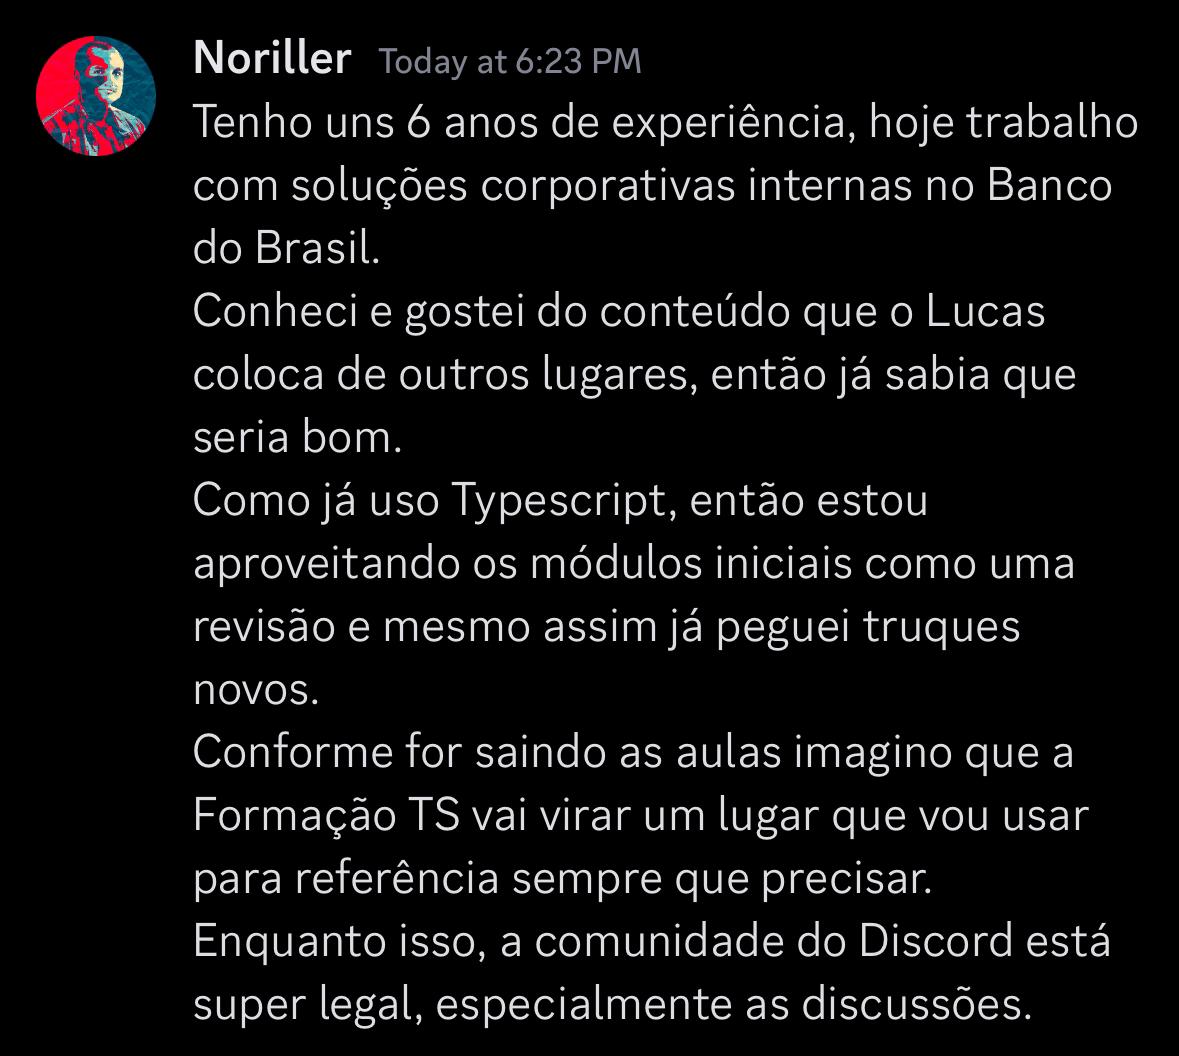 Noriller Today at 6:23 PM
Tenho uns 6 anos de experiência, hoje trabalho
com soluções corporativas internas no Banco
do Brasil.
Conheci e gostei do conteúdo que o Lucas
coloca de outros lugares, então já sabia que
seria bom.
Como já uso Typescript, então estou
aproveitando os módulos iniciais como uma
revisão e mesmo assim já peguei truques
novos.
Conforme for saindo as aulas imagino que a
Formação TS vai virar um lugar que vou usar
para referência sempre que precisar.
Enquanto isso, a comunidade do Discord está
super legal, especialmente as discussões.